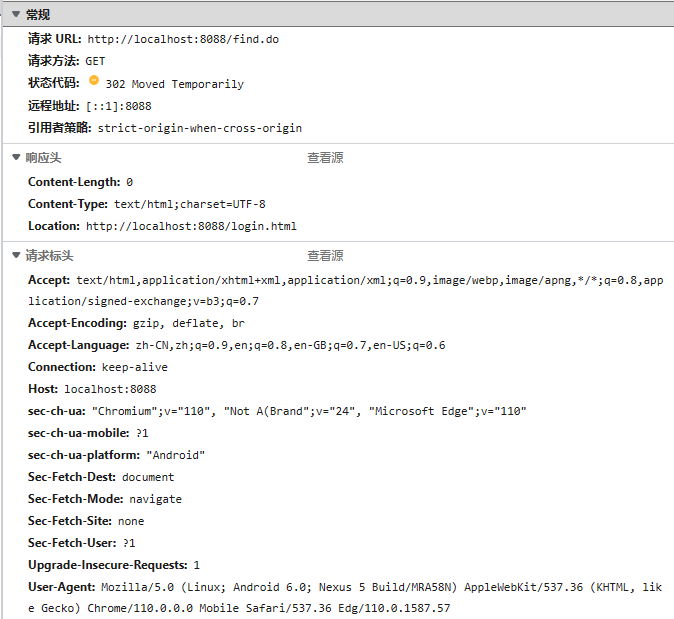 常规
请求 URL: http://localhost:8088/find.do
请求方法: GET
状态代码: 302 Moved Temporarily
远程地址: [::1]:8088
引用者策略: strict-origin-when-cross-origin
响应头 查看源
Content-Length: 0
Content-Type: text/html;charset=UTF-8
Location: http://localhost:8088/login.html
请求标头 查看源
Accept: text/html,application/xhtml+xml,application/xml;q=0.9,image/webp,image/apng,*/*;q=0.8,app
lication/signed-exchange;v=b3;q=0.7
Accept-Encoding: gzip, deflate, br
Accept-Language: zh-CN,zh;q=0.9,en;q=0.8,en-GB;q=0.7,en-US;q=0.6
Connection: keep-alive
Host: localhost:8088
sec-ch-ua: "Chromium";v="110", "Not A(Brand";v="24", "Microsoft Edge";v="110"
sec-ch-ua-mobile: ?1
sec-ch-ua-platform: "Android"
Sec-Fetch-Dest: document
Sec-Fetch-Mode: navigate
Sec-Fetch-Site: none
Sec-Fetch-User: ?1
Upgrade-Insecure-Requests: 1
User-Agent: Mozilla/5.0 (Linux; Android 6.0; Nexus 5 Build/MRA58N) AppleWebKit/537.36 (KHTML, lik
e Gecko) Chrome/110.0.0.0 Mobile Safari/537.36 Edg/110.0.1587.57